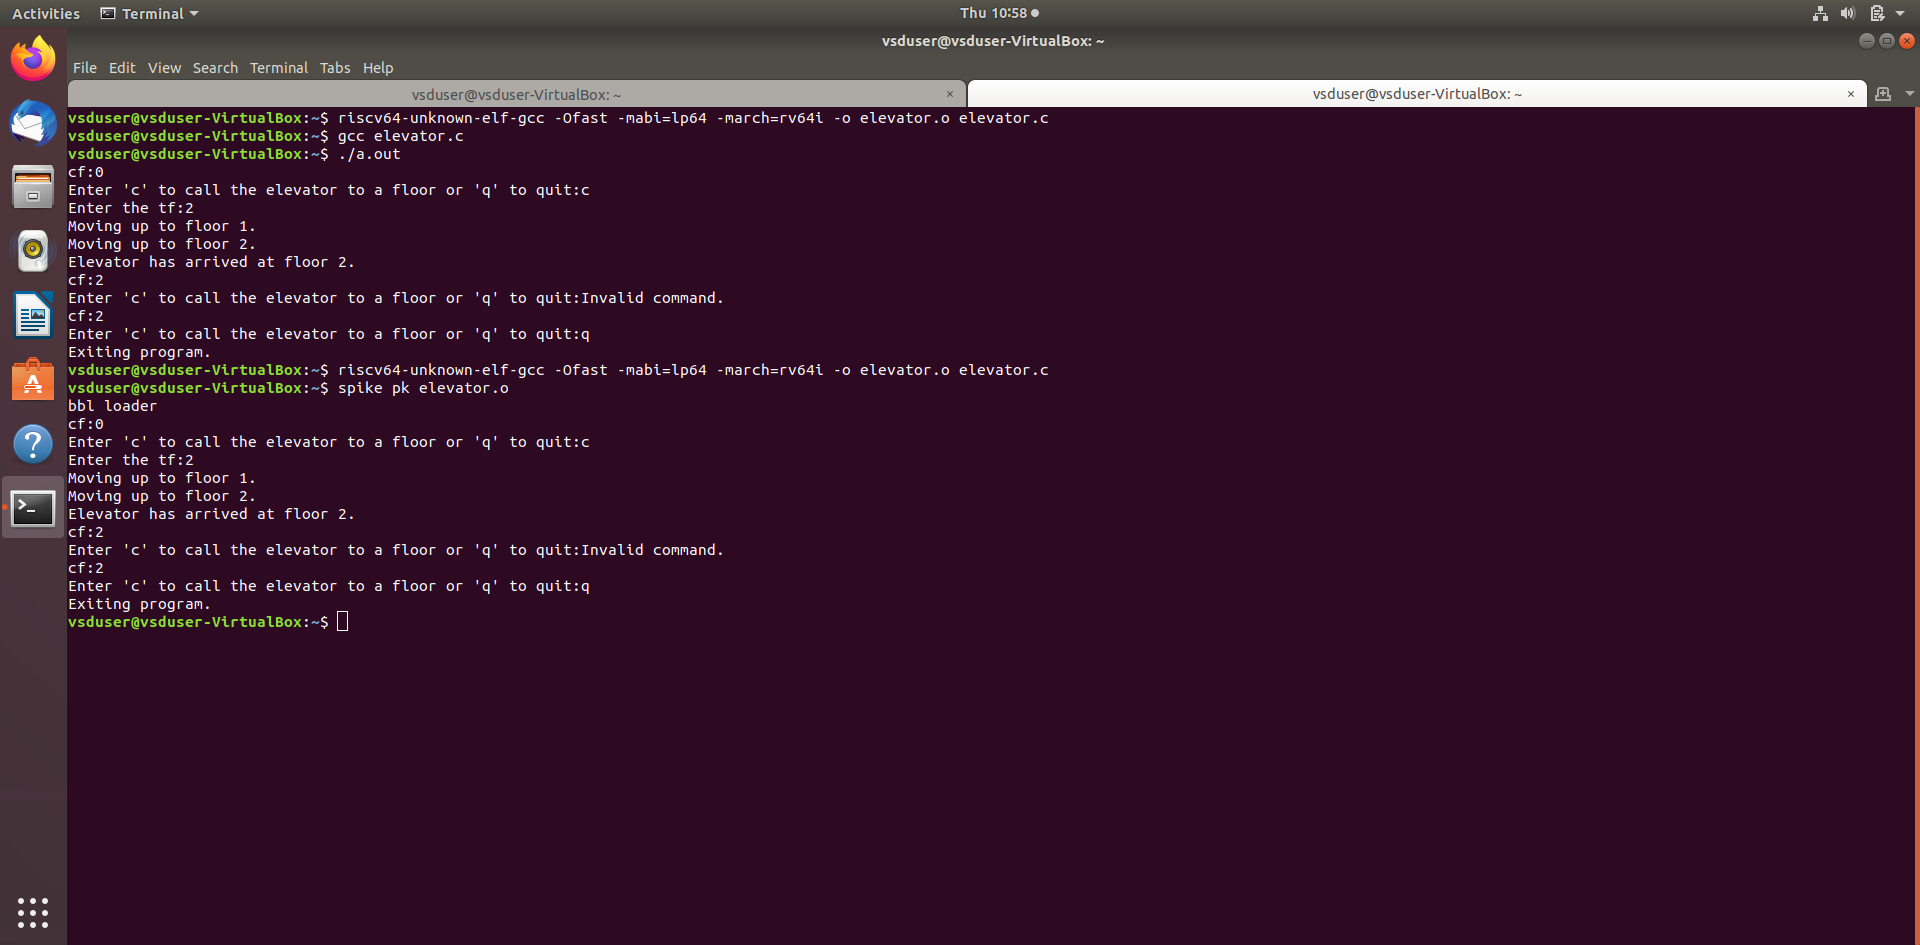 Activities Terminal Thu 10:58
vsduser@vsduser-VirtualBox: ~
File Edit View Search Terminal Tabs Help
vsduser@vsduser-VirtualBox: ~ × vsduser@vsduser-VirtualBox: ~ ×
vsduser@vsduser-VirtualBox:~$ riscv64-unknown-elf-gcc -Ofast -mabi=lp64 -march=rv64i -o elevator.o elevator.c
vsduser@vsduser-VirtualBox:~$ gcc elevator.c
vsduser@vsduser-VirtualBox:~$ ./a.out
cf:0
Enter 'c' to call the elevator to a floor or 'q' to quit:c
Enter the tf:2
Moving up to floor 1.
Moving up to floor 2.
Elevator has arrived at floor 2.
cf:2
Enter 'c' to call the elevator to a floor or 'q' to quit:Invalid command.
cf:2
Enter 'c' to call the elevator to a floor or 'q' to quit:q
Exiting program.
vsduser@vsduser-VirtualBox:~$ riscv64-unknown-elf-gcc -Ofast -mabi=lp64 -march=rv64i -o elevator.o elevator.c
vsduser@vsduser-VirtualBox:~$ spike pk elevator.o
bbl loader
cf:0
Enter 'c' to call the elevator to a floor or 'q' to quit:c
Enter the tf:2
Moving up to floor 1.
Moving up to floor 2.
Elevator has arrived at floor 2.
cf:2
Enter 'c' to call the elevator to a floor or 'q' to quit:Invalid command.
cf:2
Enter 'c' to call the elevator to a floor or 'q' to quit:q
Exiting program.
vsduser@vsduser-VirtualBox:~$